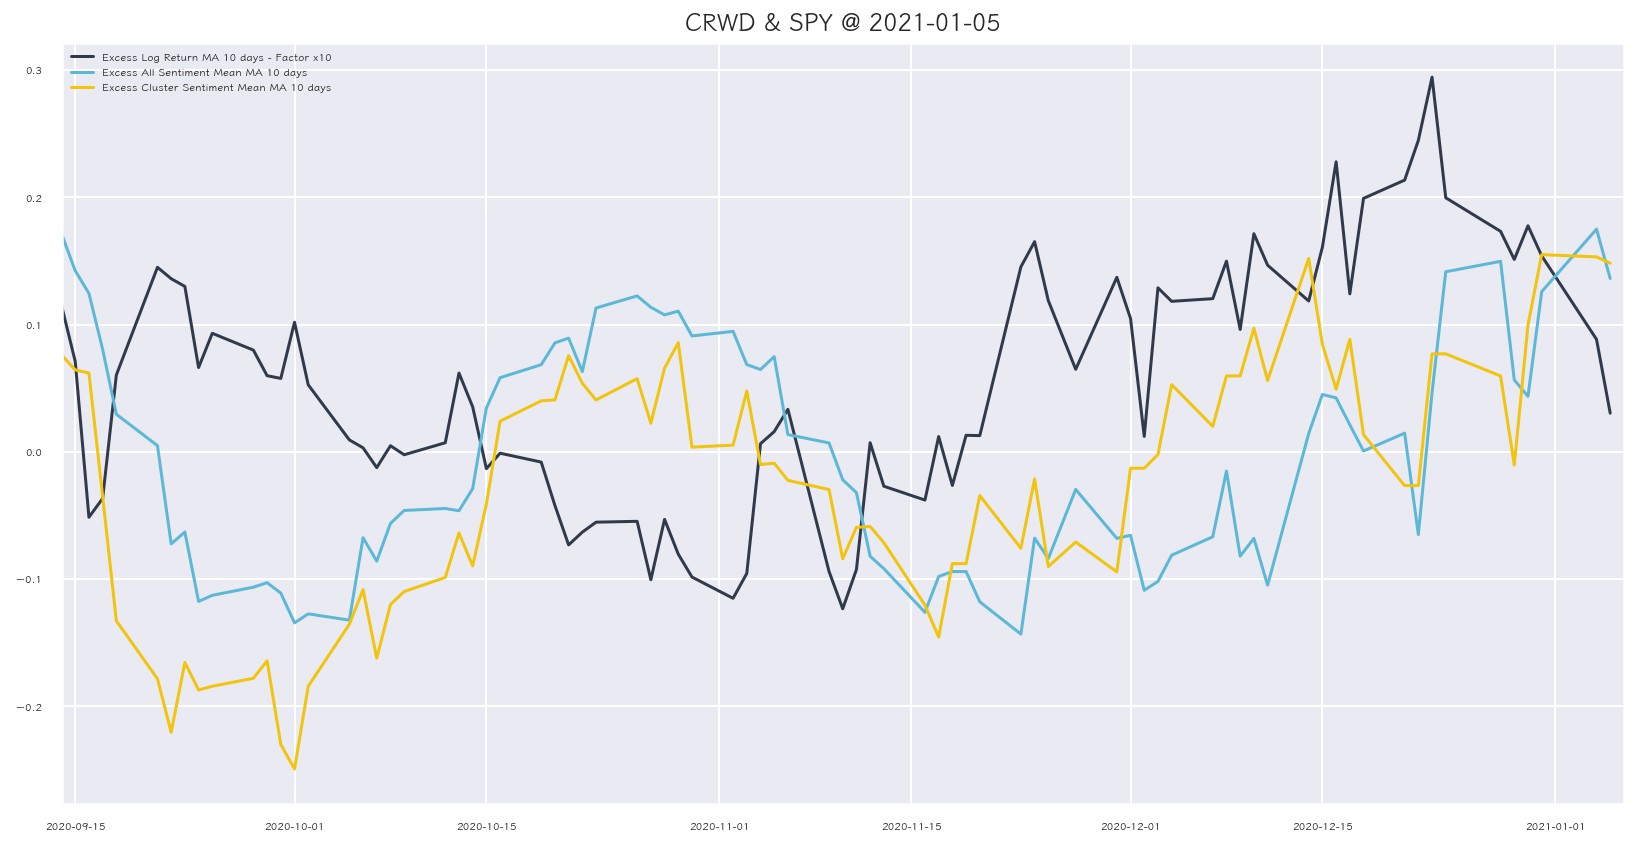 CRWD & SPY @ 2021-01-05
Excess Log Return MA 10 days - Factor x10
Excess All Sentiment Mean MA 10 days
Excess Cluster Sentiment Mean MA 10 days
0.3
0.2
0.1
0.0
−0.1
−0.2
2020-09-15 2020-10-01 2020-10-15 2020-11-01 2020-11-15 2020-12-01 2020-12-15 2021-01-01